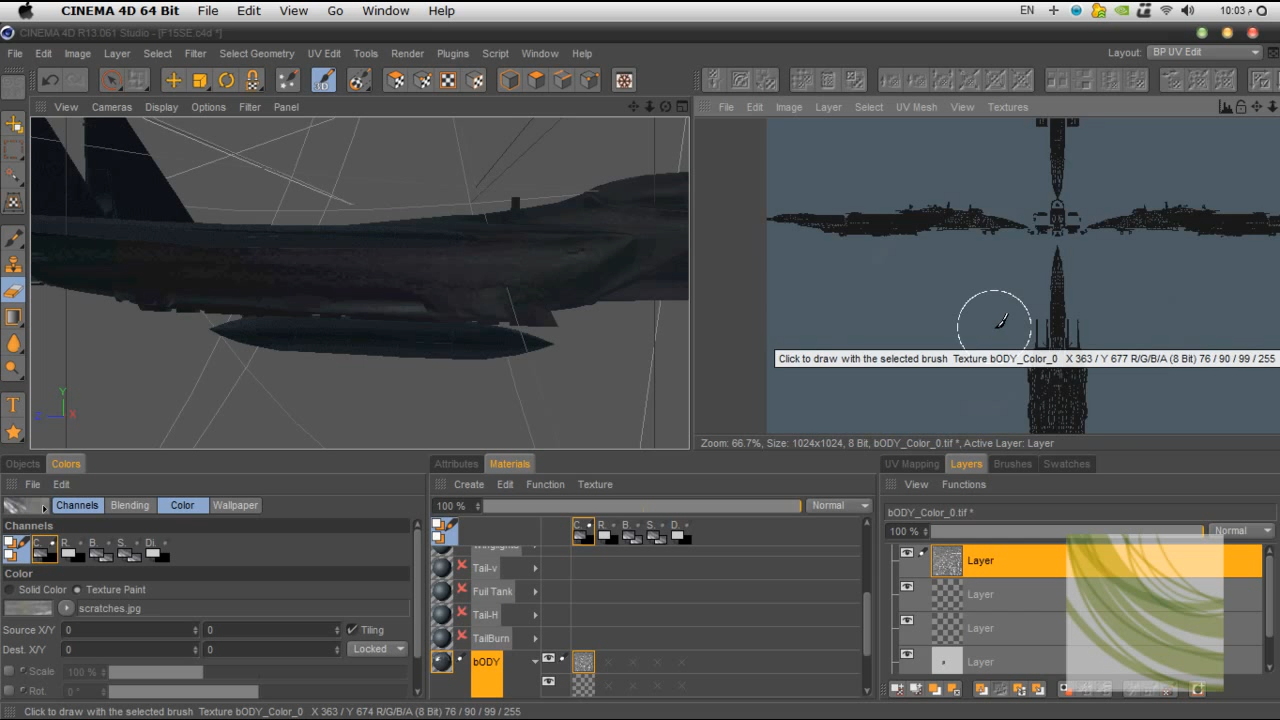 CINEMA 4D 64 Bit File Edit View Go Window Help EN 10:03 م
CINEMA 4D R13.061 Studio - [F15SE.c4d *]
File Edit Image Layer Select Filter Select Geometry UV Edit Tools Render Plugins Script Window Help Layout: BP UV Edit
3D
View Cameras Display Options Filter Panel
File Edit Image Layer Select UV Mesh View Textures
Click to draw with the selected brush Texture bODY_Color_0 X 363 / Y 677 R/G/B/A (8 Bit) 76 / 90 / 99 / 255
Y
Z X
Zoom: 66.7%, Size: 1024x1024, 8 Bit, bODY_Color_0.tif *, Active Layer: Layer
Objects Colors
File Edit
Channels Blending Color Wallpaper
Channels
C. R. B. S. Di.
Color
Solid Color Texture Paint
scratches.jpg
Source X/Y 0 0 Tiling
Dest. X/Y 0 0 Locked
Scale 100 %
Rot. 0 °
Attributes Materials
Create Edit Function Texture
100 % Normal
C. R. B. S. D.
Tail-v
Fuil Tank
Tail-H
TailBurn
bODY
UV Mapping Layers Brushes Swatches
View Functions
bODY_Color_0.tif *
100 % Normal
Layer
Layer
Layer
Layer
Click to draw with the selected brush Texture bODY_Color_0 X 363 / Y 674 R/G/B/A (8 Bit) 76 / 90 / 99 / 255